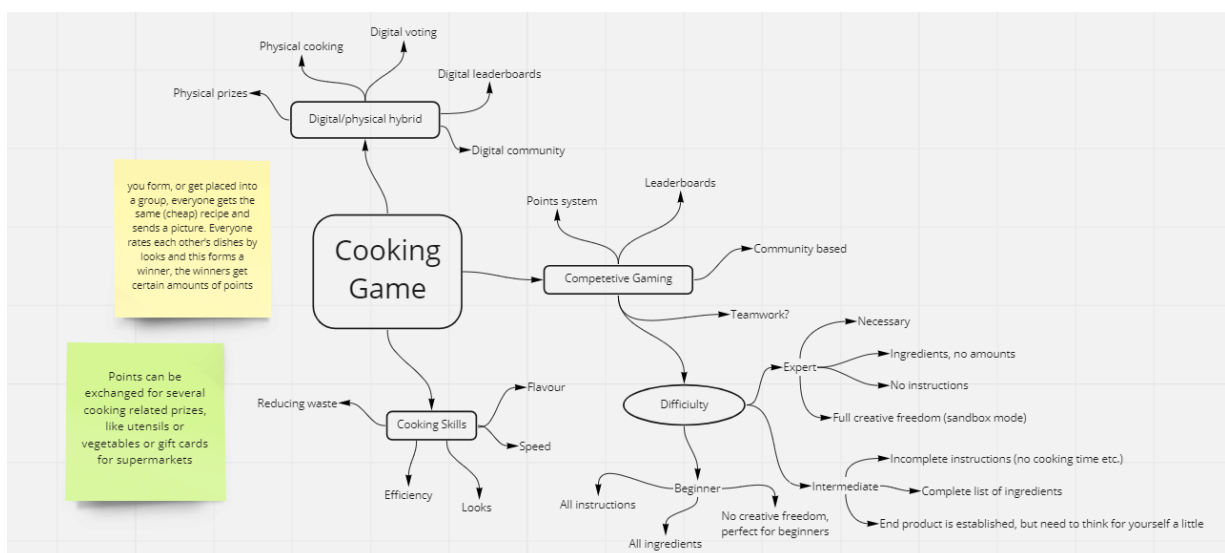 Digital voting
Physical cooking
Digital leaderboards
Physical prizes
Digital/physical hybrid
Digital community
you form, or get placed into
a group, everyone gets the
same (cheap) recipe and
sends a picture. Everyone
rates each other's dishes by
looks and this forms a
winner, the winners get
certain amounts of points
Leaderboards
Points system
Cooking
Game
Community based
Competetive Gaming
Teamwork?
Necessary
Ingredients, no amounts
Expert
No instructions
Full creative freedom (sandbox mode)
Points can be
exchanged for several
cooking related prizes,
like utensils or
vegetables or gift cards
for supermarkets
Flavour
Reducing waste
Cooking Skills
Speed
Efficiency
Looks
Difficiulty
Incomplete instructions (no cooking time etc.)
Intermediate
Complete list of ingredients
End product is established, but need to think for yourself a little
Beginner
All instructions
No creative freedom,
perfect for beginners
All ingredients